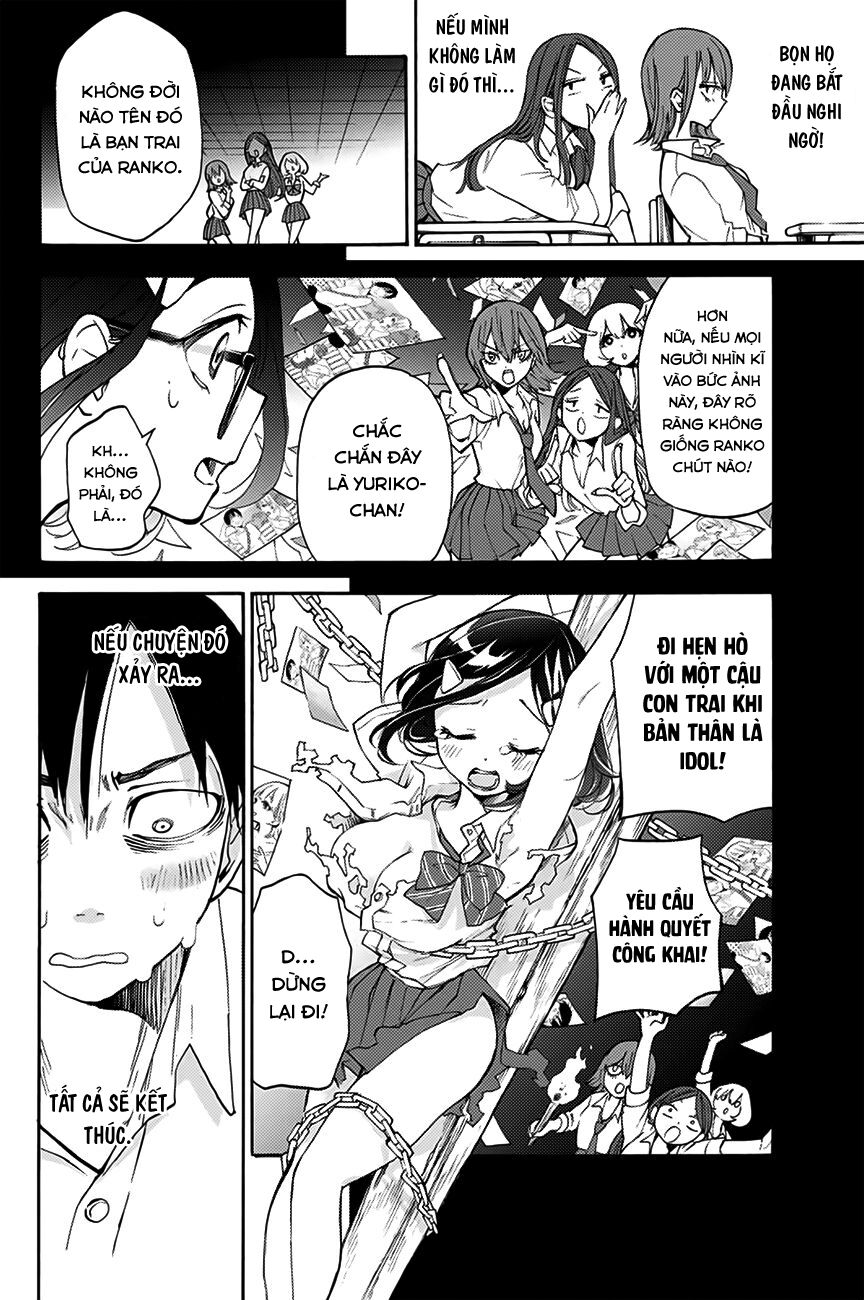 BỌN HỌ
ĐANG BẮT
ĐẦU NGHI
NGỜ!
NẾU MÌNH
KHÔNG LÀM
GÌ ĐÓ THÌ...
KHÔNG ĐỜI
NÀO TÊN ĐÓ
LÀ BẠN TRAI
CỦA RANKO.
HƠN
NỮA, NẾU MỌI
NGƯỜI NHÌN KĨ
VÀO BỨC ẢNH
NÀY, ĐÂY RÕ
RÀNG KHÔNG
GIỐNG RANKO
CHÚT NÀO!
CHẮC
CHẮN ĐÂY
LÀ YURIKO-
CHAN!
KH...
KHÔNG
PHẢI, ĐÓ
LÀ...
ĐI HẸN HÒ
VỚI MỘT CẬU
CON TRAI KHI
BẢN THÂN LÀ
IDOL!
YÊU CẦU
HÀNH QUYẾT
CÔNG KHAI!
D...
DỪNG
LẠI ĐI!
NẾU CHUYỆN ĐÓ
XẢY RA...
TẤT CẢ SẼ KẾT
THÚC.